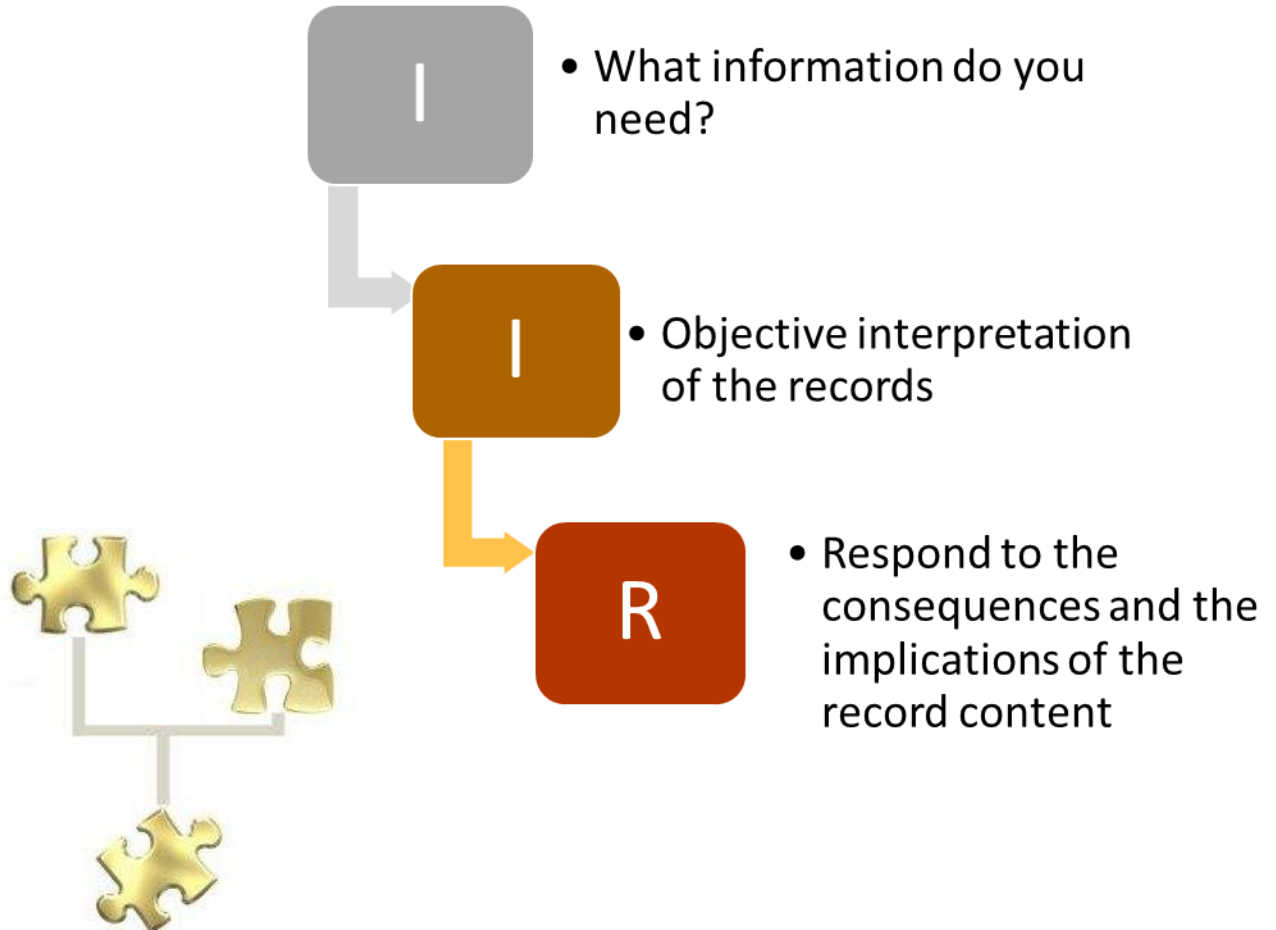 I
• What information do you
need?
I
• Objective interpretation
of the records
R
• Respond to the
consequences and the
implications of the
record content